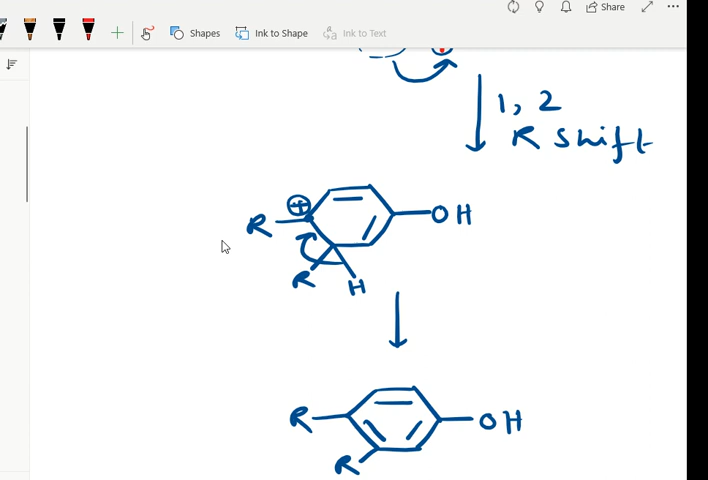 Share
Shapes
Ink to Shape
Ink to Text
1, 2
R shift
R
OH
R
H
R
OH
R